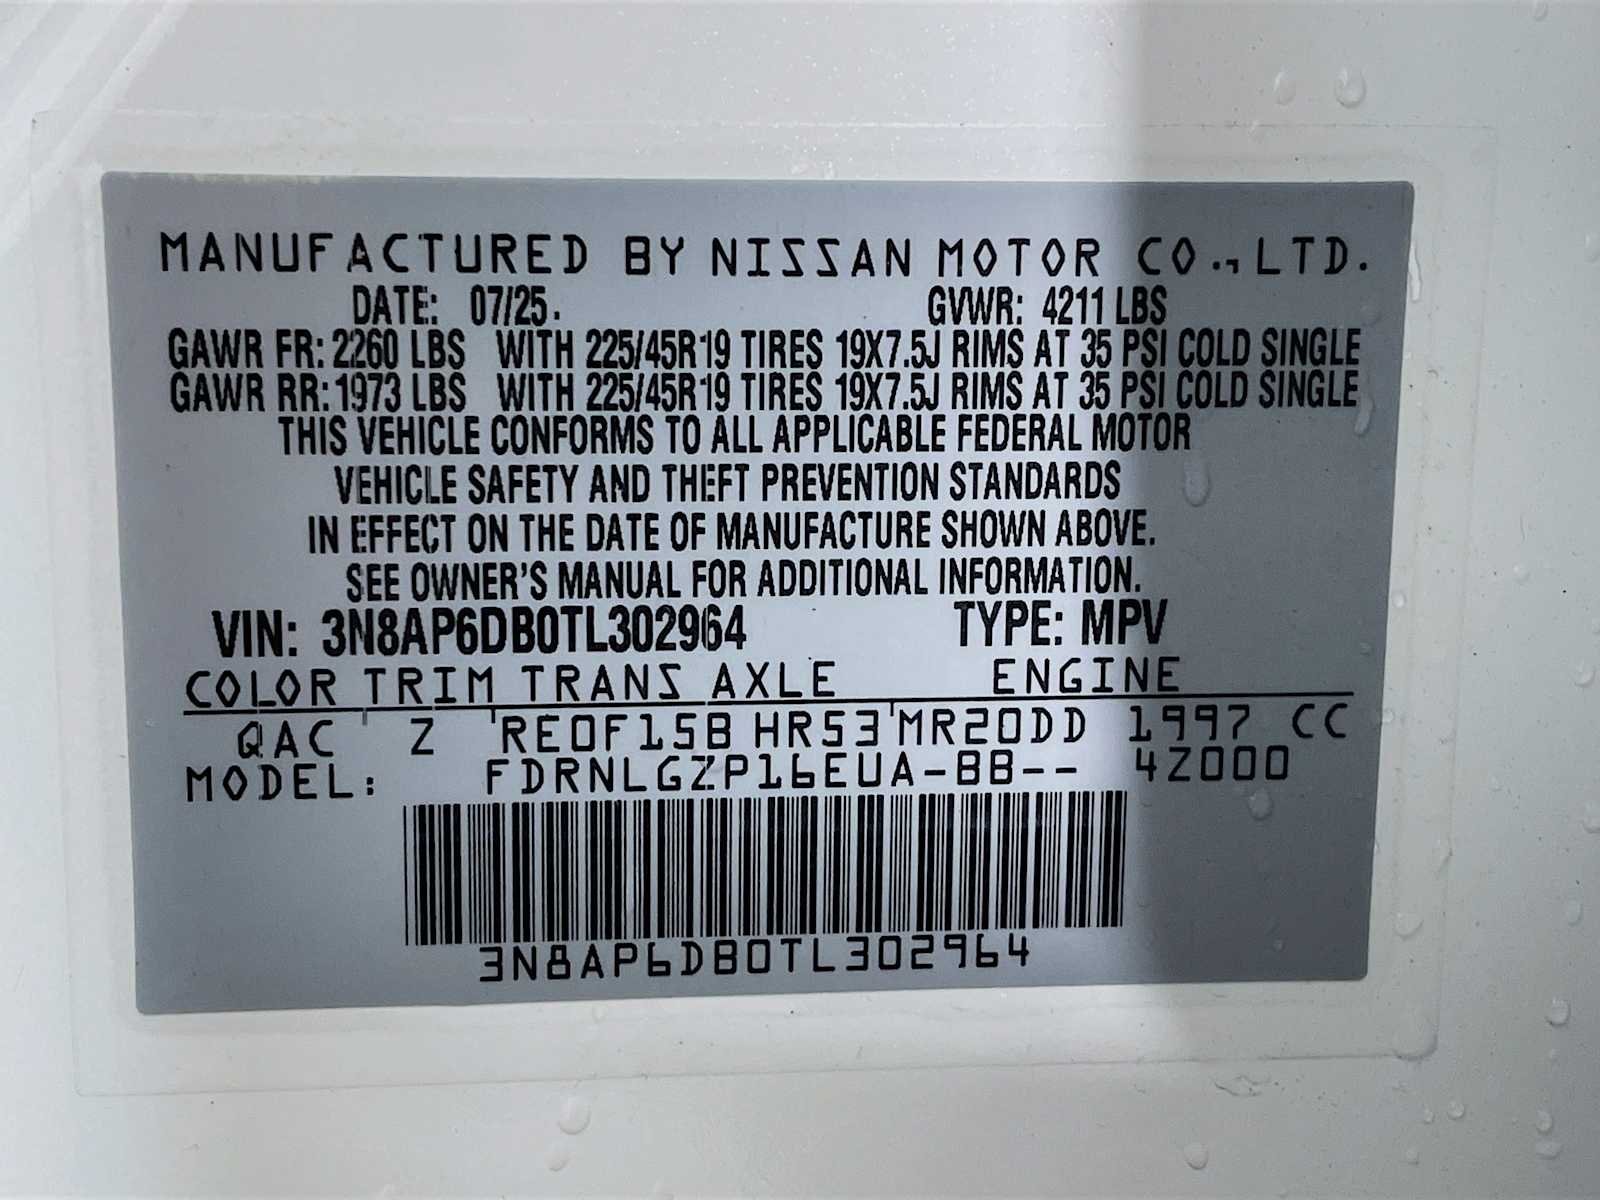 MANUFACTURED BY NISSAN MOTOR CO.,LTD.
DATE: 07/25. GVWR: 4211 LBS
GAWR FR: 2260 LBS WITH 225/45R19 TIRES 19X7.5J RIMS AT 35 PSI COLD SINGLE
GAWR RR: 1973 LBS WITH 225/45R19 TIRES 19X7.5J RIMS AT 35 PSI COLD SINGLE
THIS VEHICLE CONFORMS TO ALL APPLICABLE FEDERAL MOTOR
VEHICLE SAFETY AND THEFT PREVENTION STANDARDS
IN EFFECT ON THE DATE OF MANUFACTURE SHOWN ABOVE.
SEE OWNER'S MANUAL FOR ADDITIONAL INFORMATION.
VIN: 3N8AP6DB0TL302964 TYPE: MPV
COLOR TRIM TRANS AXLE ENGINE
QAC Z RE0F15B HR53 MR20DD 1997 CC
MODEL: FDRNLGZP16EUA-BB-- 4Z000
3N8AP6DB0TL302964